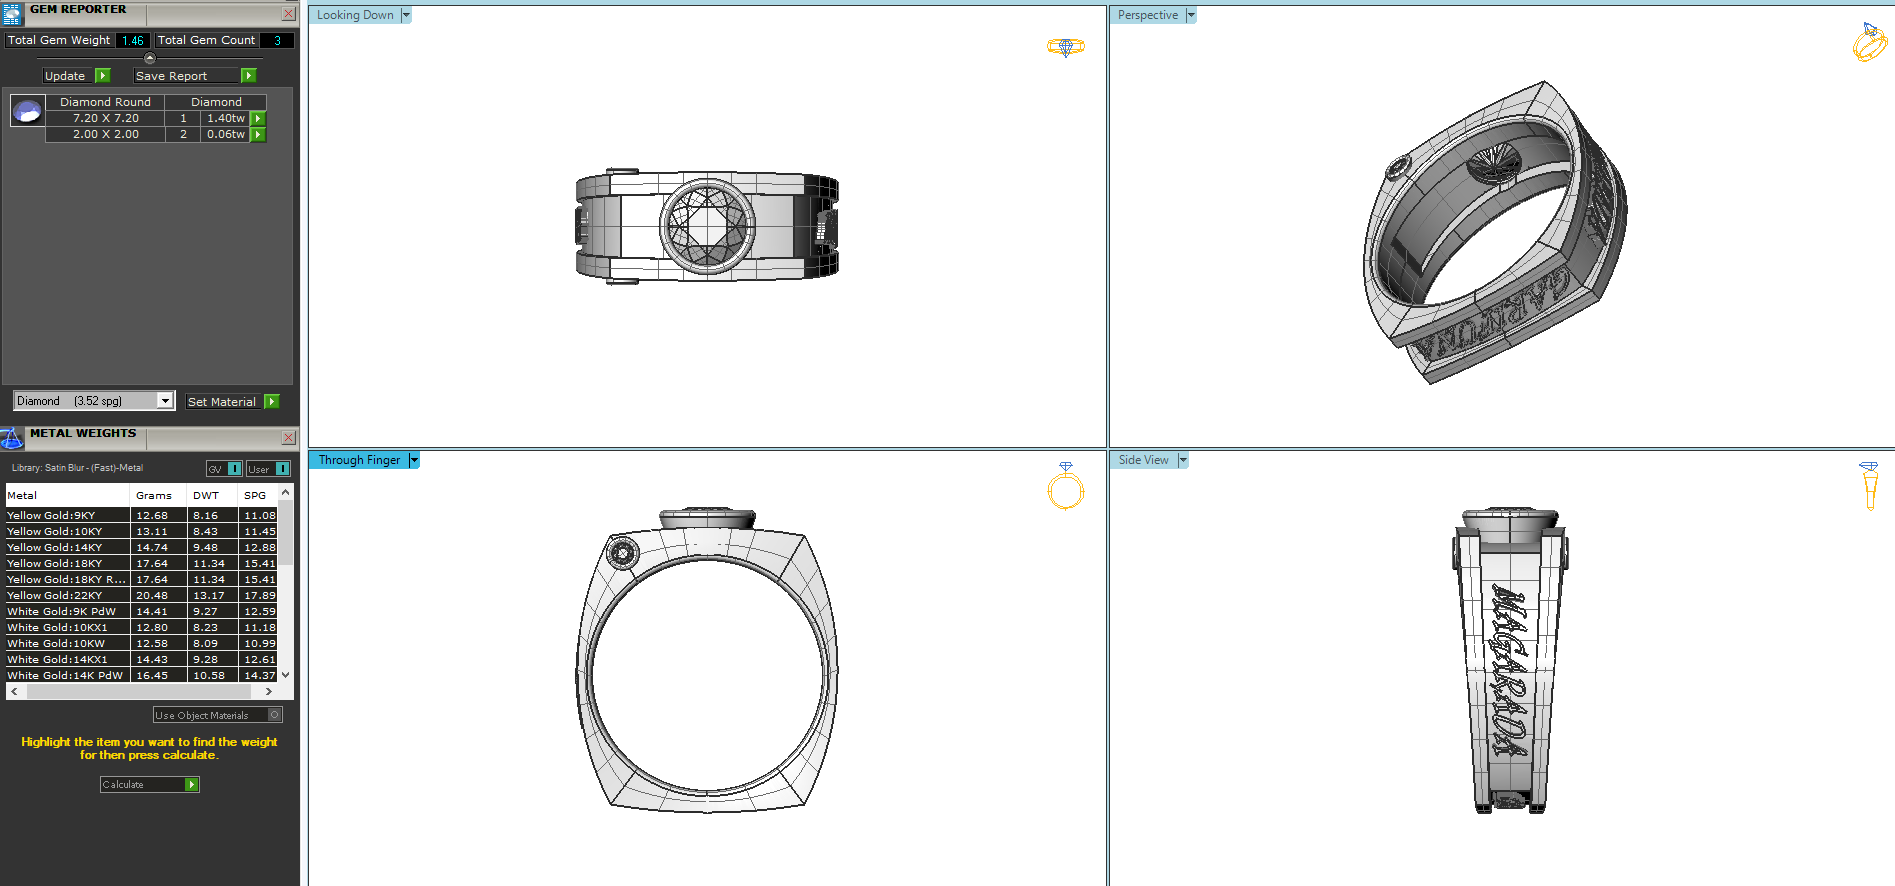 GEM REPORTER
Total Gem Weight 1.46 Total Gem Count 3
Update Save Report
Diamond Round Diamond
7.20 X 7.20 1 1.40tw
2.00 X 2.00 2 0.06tw
Diamond (3.52 spg) Set Material
METAL WEIGHTS
Library: Satin Blur - (Fast)-Metal GV I User I
Metal Grams DWT SPG
Yellow Gold:9KY 12.68 8.16 11.08
Yellow Gold:10KY 13.11 8.43 11.45
Yellow Gold:14KY 14.74 9.48 12.88
Yellow Gold:18KY 17.64 11.34 15.41
Yellow Gold:18KY R... 17.64 11.34 15.41
Yellow Gold:22KY 20.48 13.17 17.89
White Gold:9K PdW 14.41 9.27 12.59
White Gold:10KX1 12.80 8.23 11.18
White Gold:10KW 12.58 8.09 10.99
White Gold:14KX1 14.43 9.28 12.61
White Gold:14K PdW 16.45 10.58 14.37
Use Object Materials
Highlight the item you want to find the weight
for then press calculate.
Calculate
Looking Down
Perspective
Through Finger
Side View
MAGARAOA